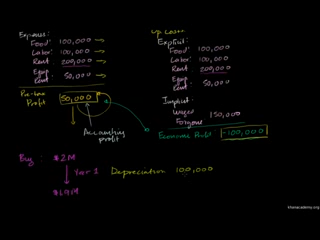 Expenses:
Food: 100,000 →
Labor: 100,000 →
Rent: 200,000 →
Equip. Rent: 50,000 →
Pre-tax Profit 50,000
Accounting profit
Op Cost
Explicit:
Food: 100,000
Labor: 100,000
Rent 200,000
Equip. Rent: 50,000
Implicit:
Wages Forgone 150,000
Economic Profit -100,000
Buy: $2M
Year 1 Depreciation 100,000
$1.9M
khanacademy.org